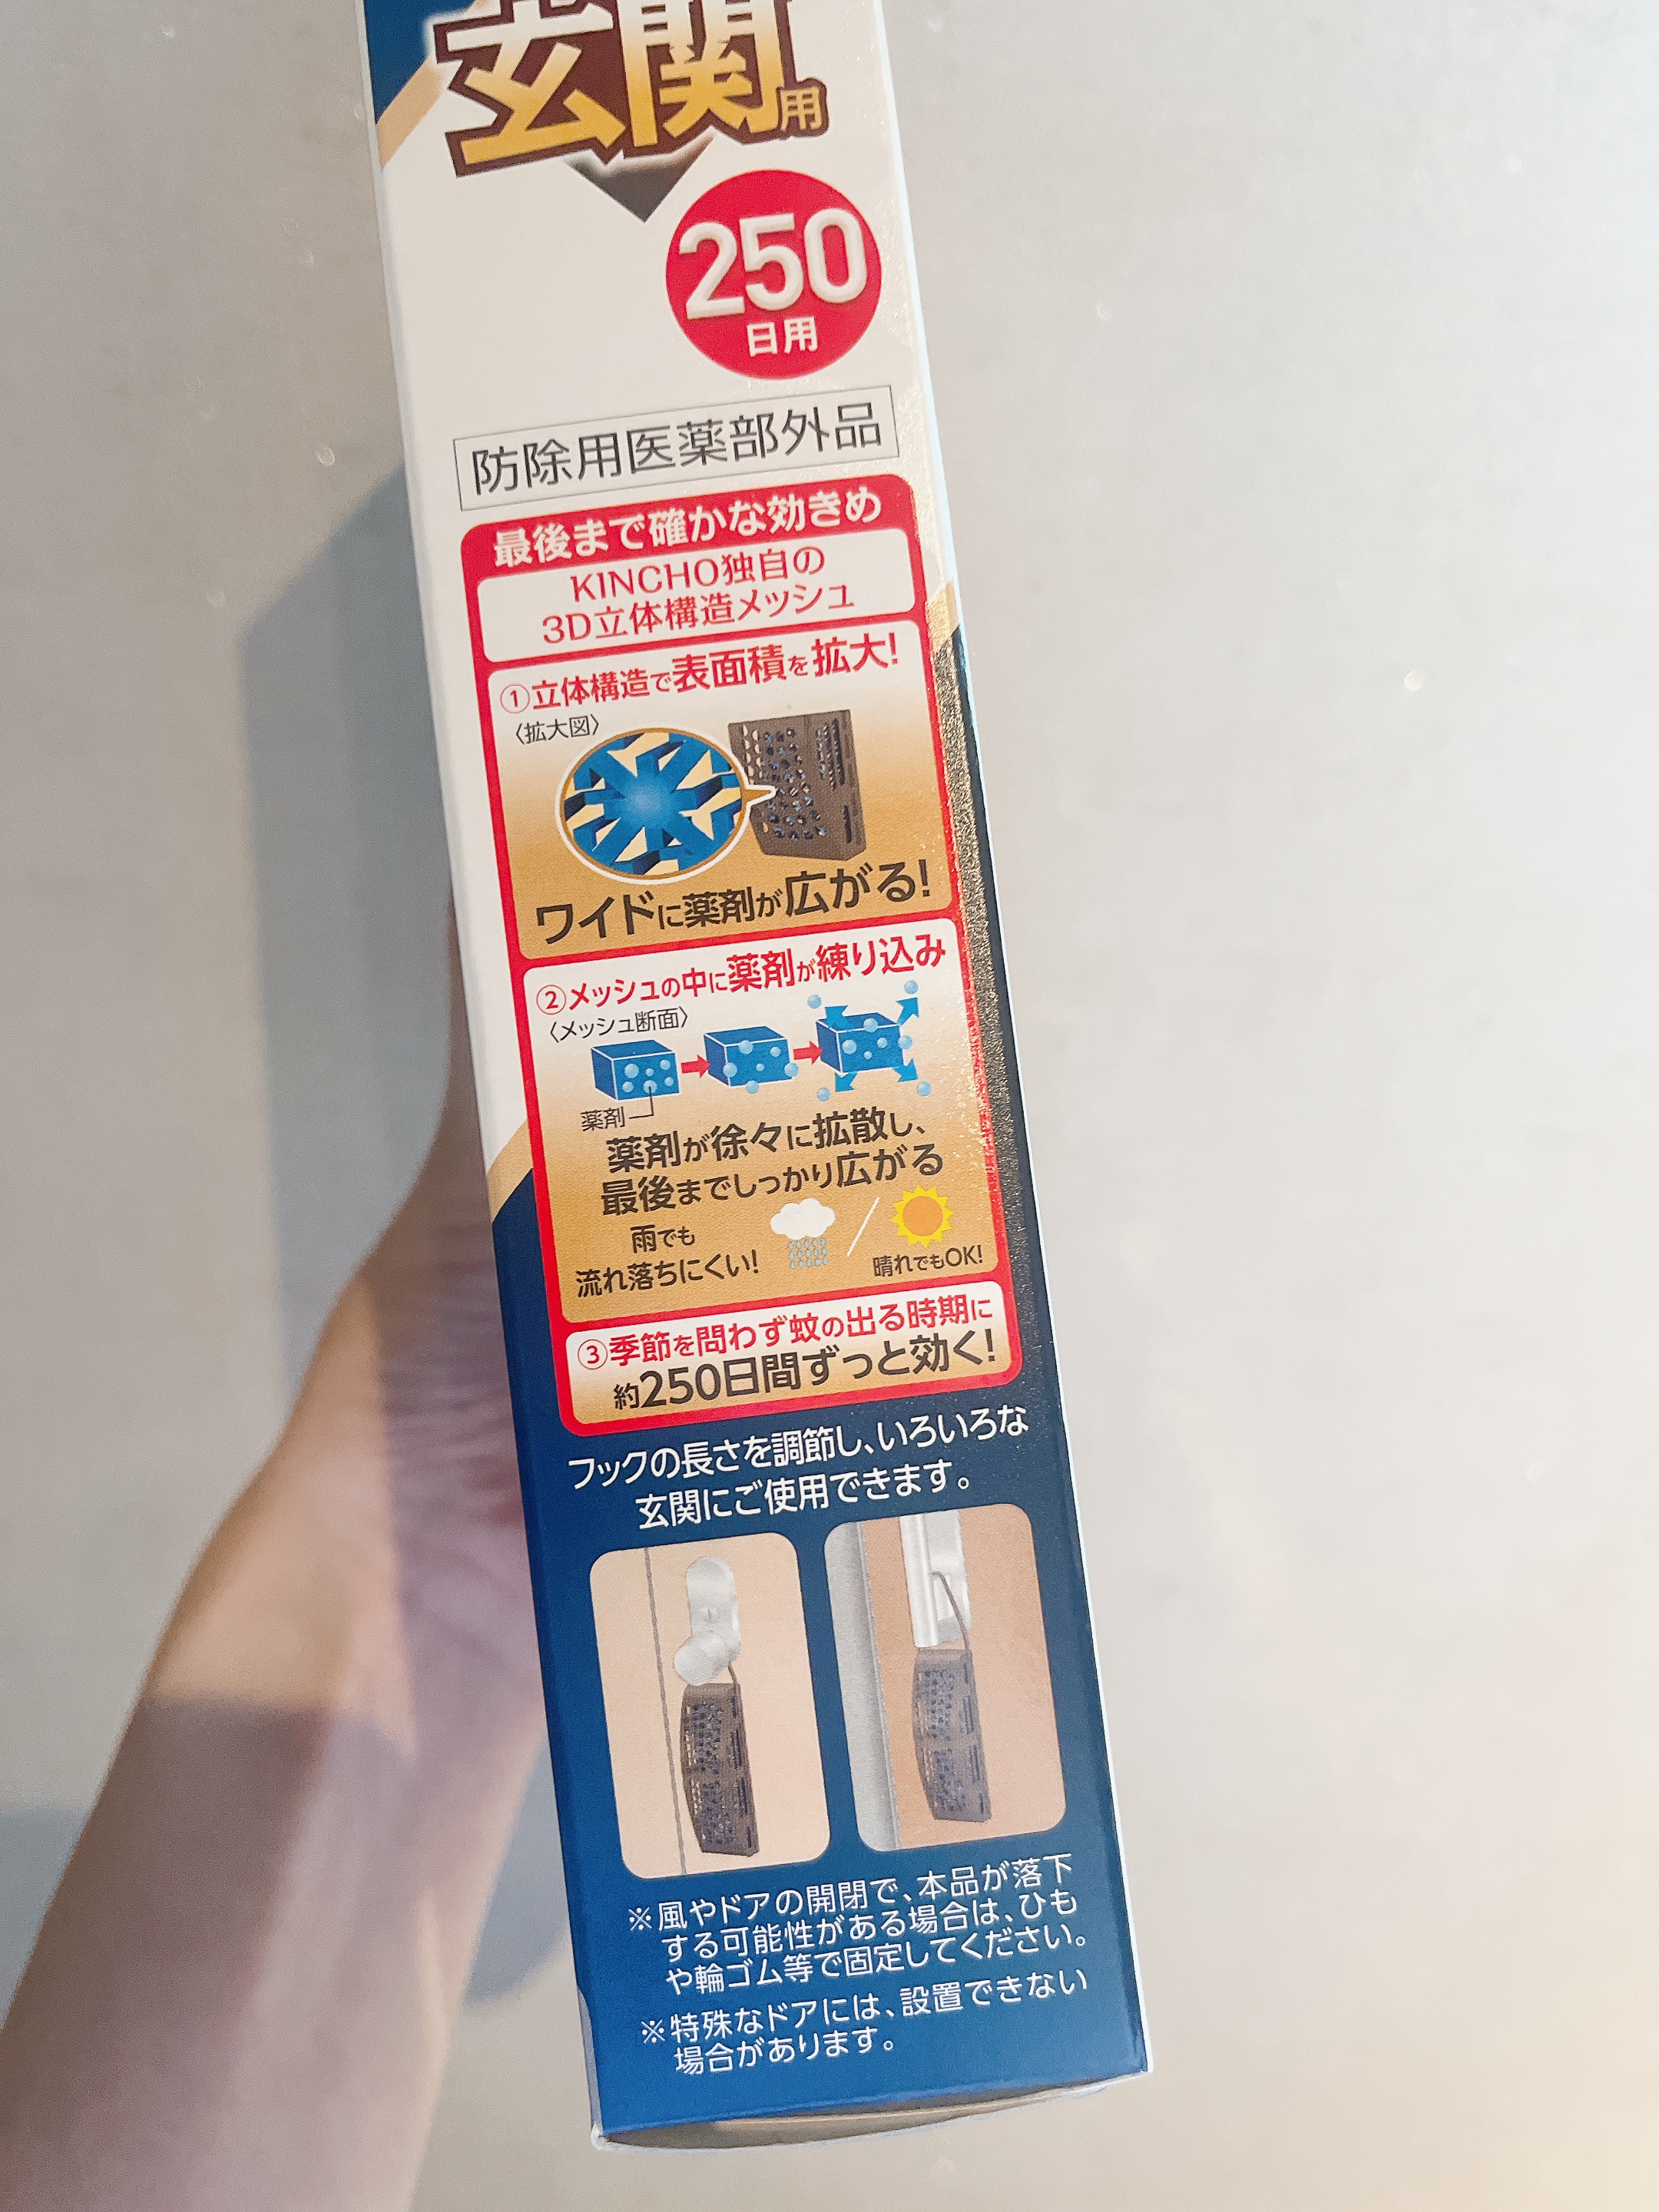 玄関用
250
日用
防除用医薬部外品
最後まで確かな効きめ
KINCHO独自の
3D立体構造メッシュ
①立体構造で表面積を拡大!
〈拡大図〉
ワイドに薬剤が広がる!
②メッシュの中に薬剤が練り込み
〈メッシュ断面〉
薬剤
薬剤が徐々に拡散し、
最後までしっかり広がる
雨でも
流れ落ちにくい!
晴れでもOK!
③季節を問わず蚊の出る時期に
約250日間ずっと効く!
フックの長さを調節し、いろいろな
玄関にご使用できます。
※風やドアの開閉で、本品が落下
する可能性がある場合は、ひも
や輪ゴム等で固定してください。
※特殊なドアには、設置できない
場合があります。